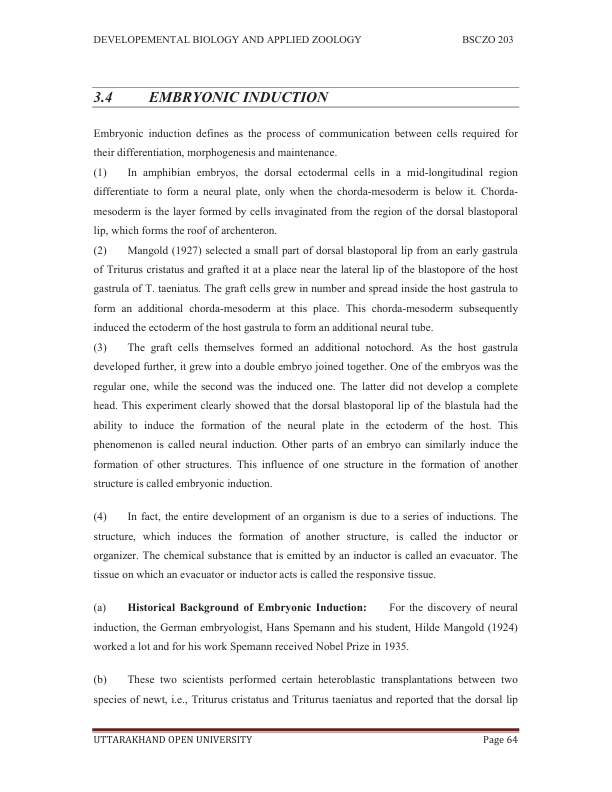 DEVELOPEMENTAL BIOLOGY AND APPLIED ZOOLOGY BSCZO 203
3.4 EMBRYONIC INDUCTION
Embryonic induction defines as the process of communication between cells required for
their differentiation, morphogenesis and maintenance.
(1) In amphibian embryos, the dorsal ectodermal cells in a mid-longitudinal region
differentiate to form a neural plate, only when the chorda-mesoderm is below it. Chorda-
mesoderm is the layer formed by cells invaginated from the region of the dorsal blastoporal
lip, which forms the roof of archenteron.
(2) Mangold (1927) selected a small part of dorsal blastoporal lip from an early gastrula
of Triturus cristatus and grafted it at a place near the lateral lip of the blastopore of the host
gastrula of T. taeniatus. The graft cells grew in number and spread inside the host gastrula to
form an additional chorda-mesoderm at this place. This chorda-mesoderm subsequently
induced the ectoderm of the host gastrula to form an additional neural tube.
(3) The graft cells themselves formed an additional notochord. As the host gastrula
developed further, it grew into a double embryo joined together. One of the embryos was the
regular one, while the second was the induced one. The latter did not develop a complete
head. This experiment clearly showed that the dorsal blastoporal lip of the blastula had the
ability to induce the formation of the neural plate in the ectoderm of the host. This
phenomenon is called neural induction. Other parts of an embryo can similarly induce the
formation of other structures. This influence of one structure in the formation of another
structure is called embryonic induction.
(4) In fact, the entire development of an organism is due to a series of inductions. The
structure, which induces the formation of another structure, is called the inductor or
organizer. The chemical substance that is emitted by an inductor is called an evacuator. The
tissue on which an evacuator or inductor acts is called the responsive tissue.
(a) Historical Background of Embryonic Induction: For the discovery of neural
induction, the German embryologist, Hans Spemann and his student, Hilde Mangold (1924)
worked a lot and for his work Spemann received Nobel Prize in 1935.
(b) These two scientists performed certain heteroblastic transplantations between two
species of newt, i.e., Triturus cristatus and Triturus taeniatus and reported that the dorsal lip
UTTARAKHAND OPEN UNIVERSITY Page 64